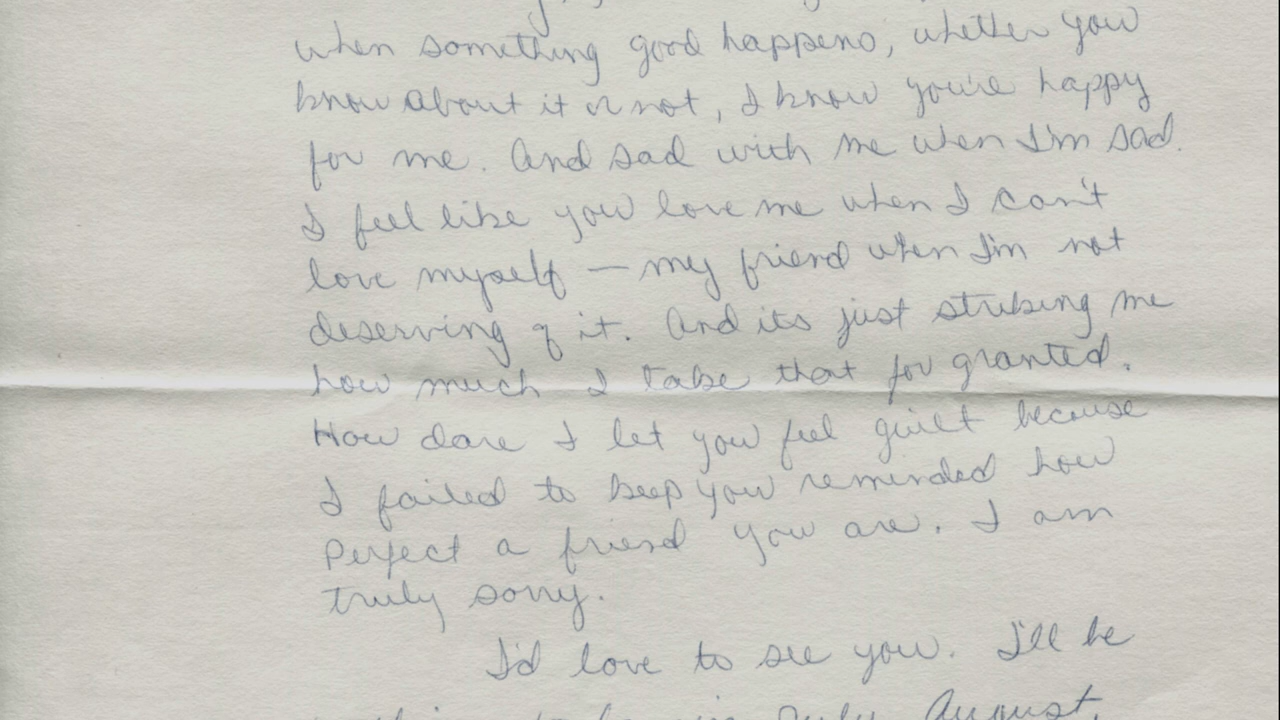 when something good happens, whether you
know about it or not, I know you're happy
for me. And sad with me when I'm sad.
I feel like you love me when I can't
love myself — my friend when I'm not
deserving of it. And its just striking me
how much I take that for granted.
How dare I let you feel guilt because
I failed to keep you reminded how
Perfect a friend you are. I am
truly sorry.
I'd love to see you. I'll be
July, August,